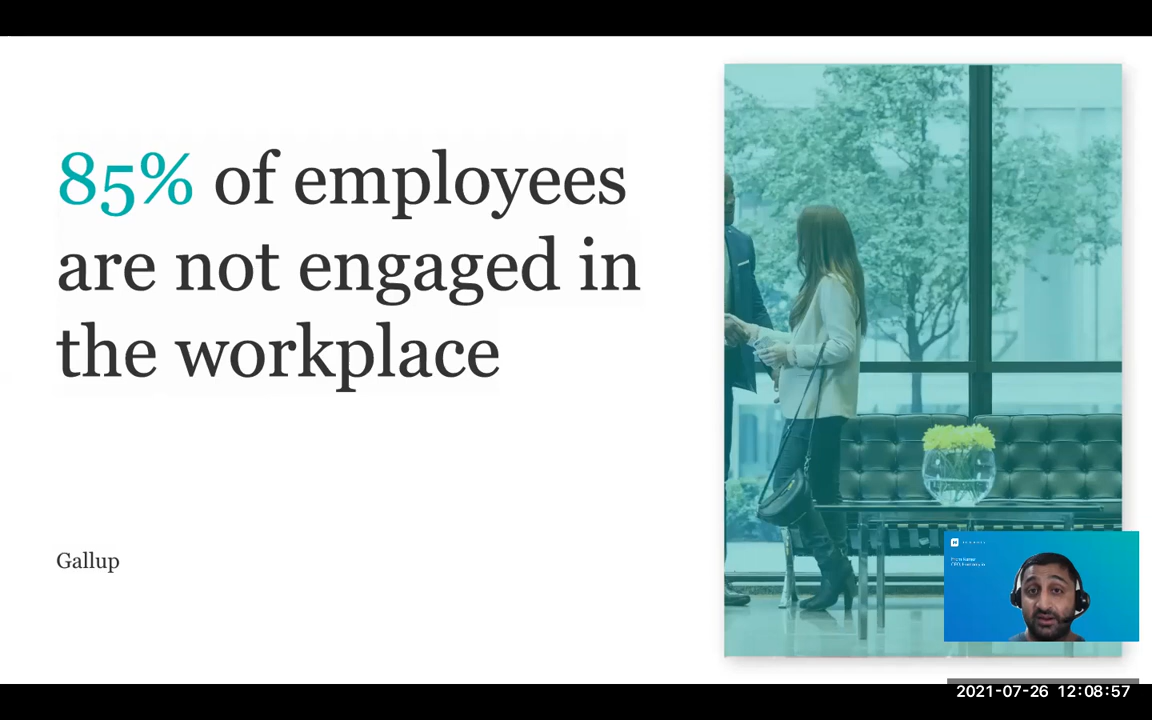 85% of employees
are not engaged in
the workplace
Gallup
2021-07-26 12:08:57